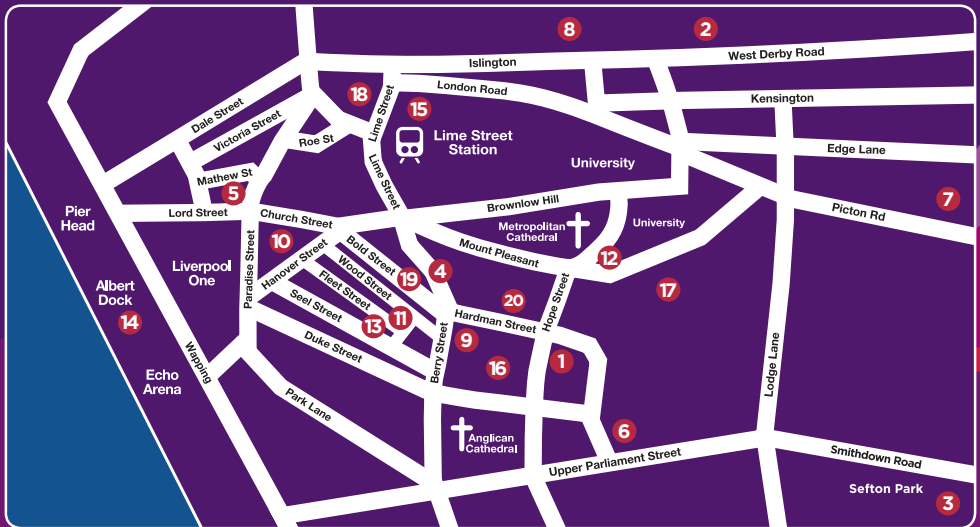 8
2
Islington
West Derby Road
18
15
London Road
Kensington
Dale Street
Victoria Street
Roe St
Lime Street
Lime Street
Station
Lime Street
University
Edge Lane
Mathew St
5
Pier
Head
Lord Street
Church Street
Brownlow Hill
Metropolitan
Cathedral
University
Picton Rd
7
10
Bold Street
Mount Pleasant
12
Liverpool
One
Paradise Street
Hanover Street
Wood Street
19
4
17
Albert
Dock
14
Fleet Street
Seel Street
13
11
20
Hardman Street
Hope Street
Duke Street
Wapping
Berry Street
9
16
1
Lodge Lane
Echo
Arena
Park Lane
Anglican
Cathedral
6
Upper Parliament Street
Smithdown Road
Sefton Park
3